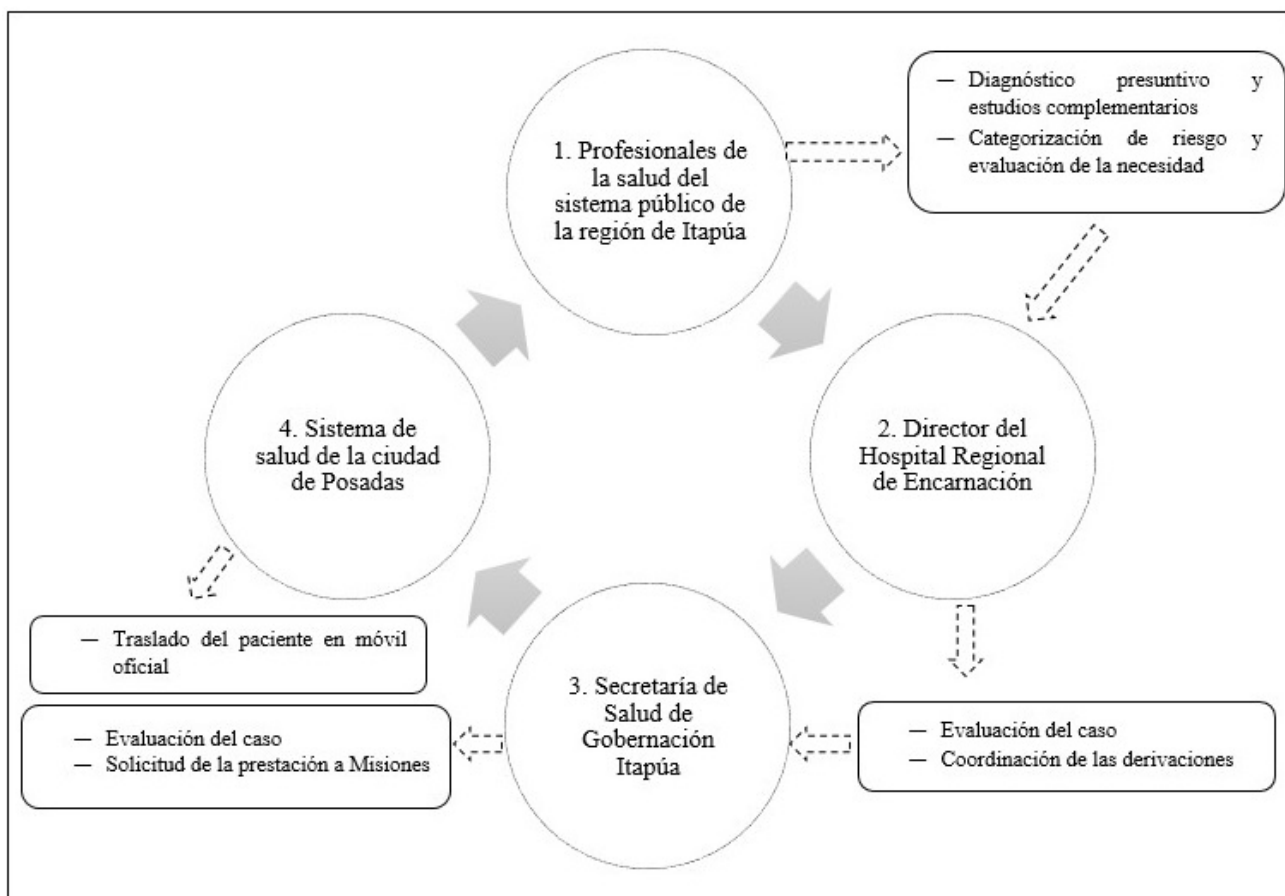 1. Profesionales de
la salud del
sistema público de
la región de Itapúa
— Diagnóstico presuntivo y
estudios complementarios
— Categorización de riesgo y
evaluación de la necesidad
2. Director del
Hospital Regional
de Encarnación
— Evaluación del caso
— Coordinación de las derivaciones
3. Secretaría de
Salud de
Gobernación
Itapúa
— Evaluación del caso
— Solicitud de la prestación a Misiones
4. Sistema de
salud de la ciudad
de Posadas
— Traslado del paciente en móvil
oficial